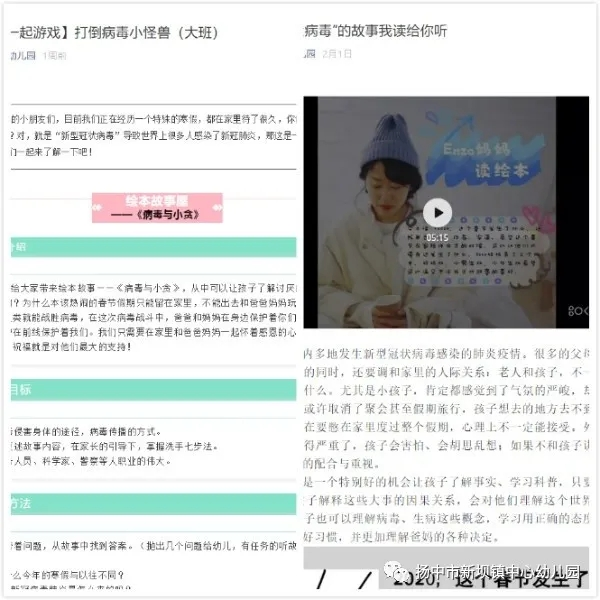 一起游戏】打倒病毒小怪兽（大班）
幼儿园 1周前
的小朋友们，目前我们正在经历一个特殊的寒假，都在家里待了很久，你
？对，就是“新型冠状病毒”导致世界上很多人感染了新冠肺炎，那这是一
们一起来了解一下吧！
绘本故事屋
——《病毒与小贪》
介绍
给大家带来绘本故事——《病毒与小贪》，从中可以让孩子了解讨厌
？为什么本该热闹的春节假期只能留在家里，不能出去和爸爸妈妈玩
类就能战胜病毒，在这次病毒战斗中，爸爸和妈妈在身边保护着你们
在前线保护着我们。我们只需要在家里和爸爸妈妈一起怀着感恩的心
祝福就是对他们最大的支持！
目标
侵害身体的途径，病毒传播的方式。
述故事内容，在家长的引导下，掌握洗手七步法。
人员、科学家、警察等人职业的伟大。
方法
着问题，从故事中找到答案。（抛出几个问题给幼儿，有任务的听故
么今年的寒假与以往不同？
病毒”的故事我读给你听
儿园 2月1日
Enzo妈妈
读绘本
05:15
内多地发生新型冠状病毒感染的肺炎疫情。很多的父母
的同时，还要调和家里的人际关系：老人和孩子，不一
什么。尤其是小孩子，肯定都感觉到了气氛的严峻，却
或许取消了聚会甚至假期旅行，孩子想去的地方去不到
在要憋在家里度过整个假期，心理上不一定能接受。外
得严重了，孩子会害怕、会胡思乱想；如果不和孩子讲
的配合与重视。
是一个特别好的机会让孩子了解事实、学习科普，只要
了解释这些大事的因果关系，会对他们理解这个世界
子也可以理解病毒、生病这些概念，学习用正确的态度
好习惯，并更加理解爸妈的各种决定。
2020，这个春节发生了
扬中市新坝镇中心幼儿园